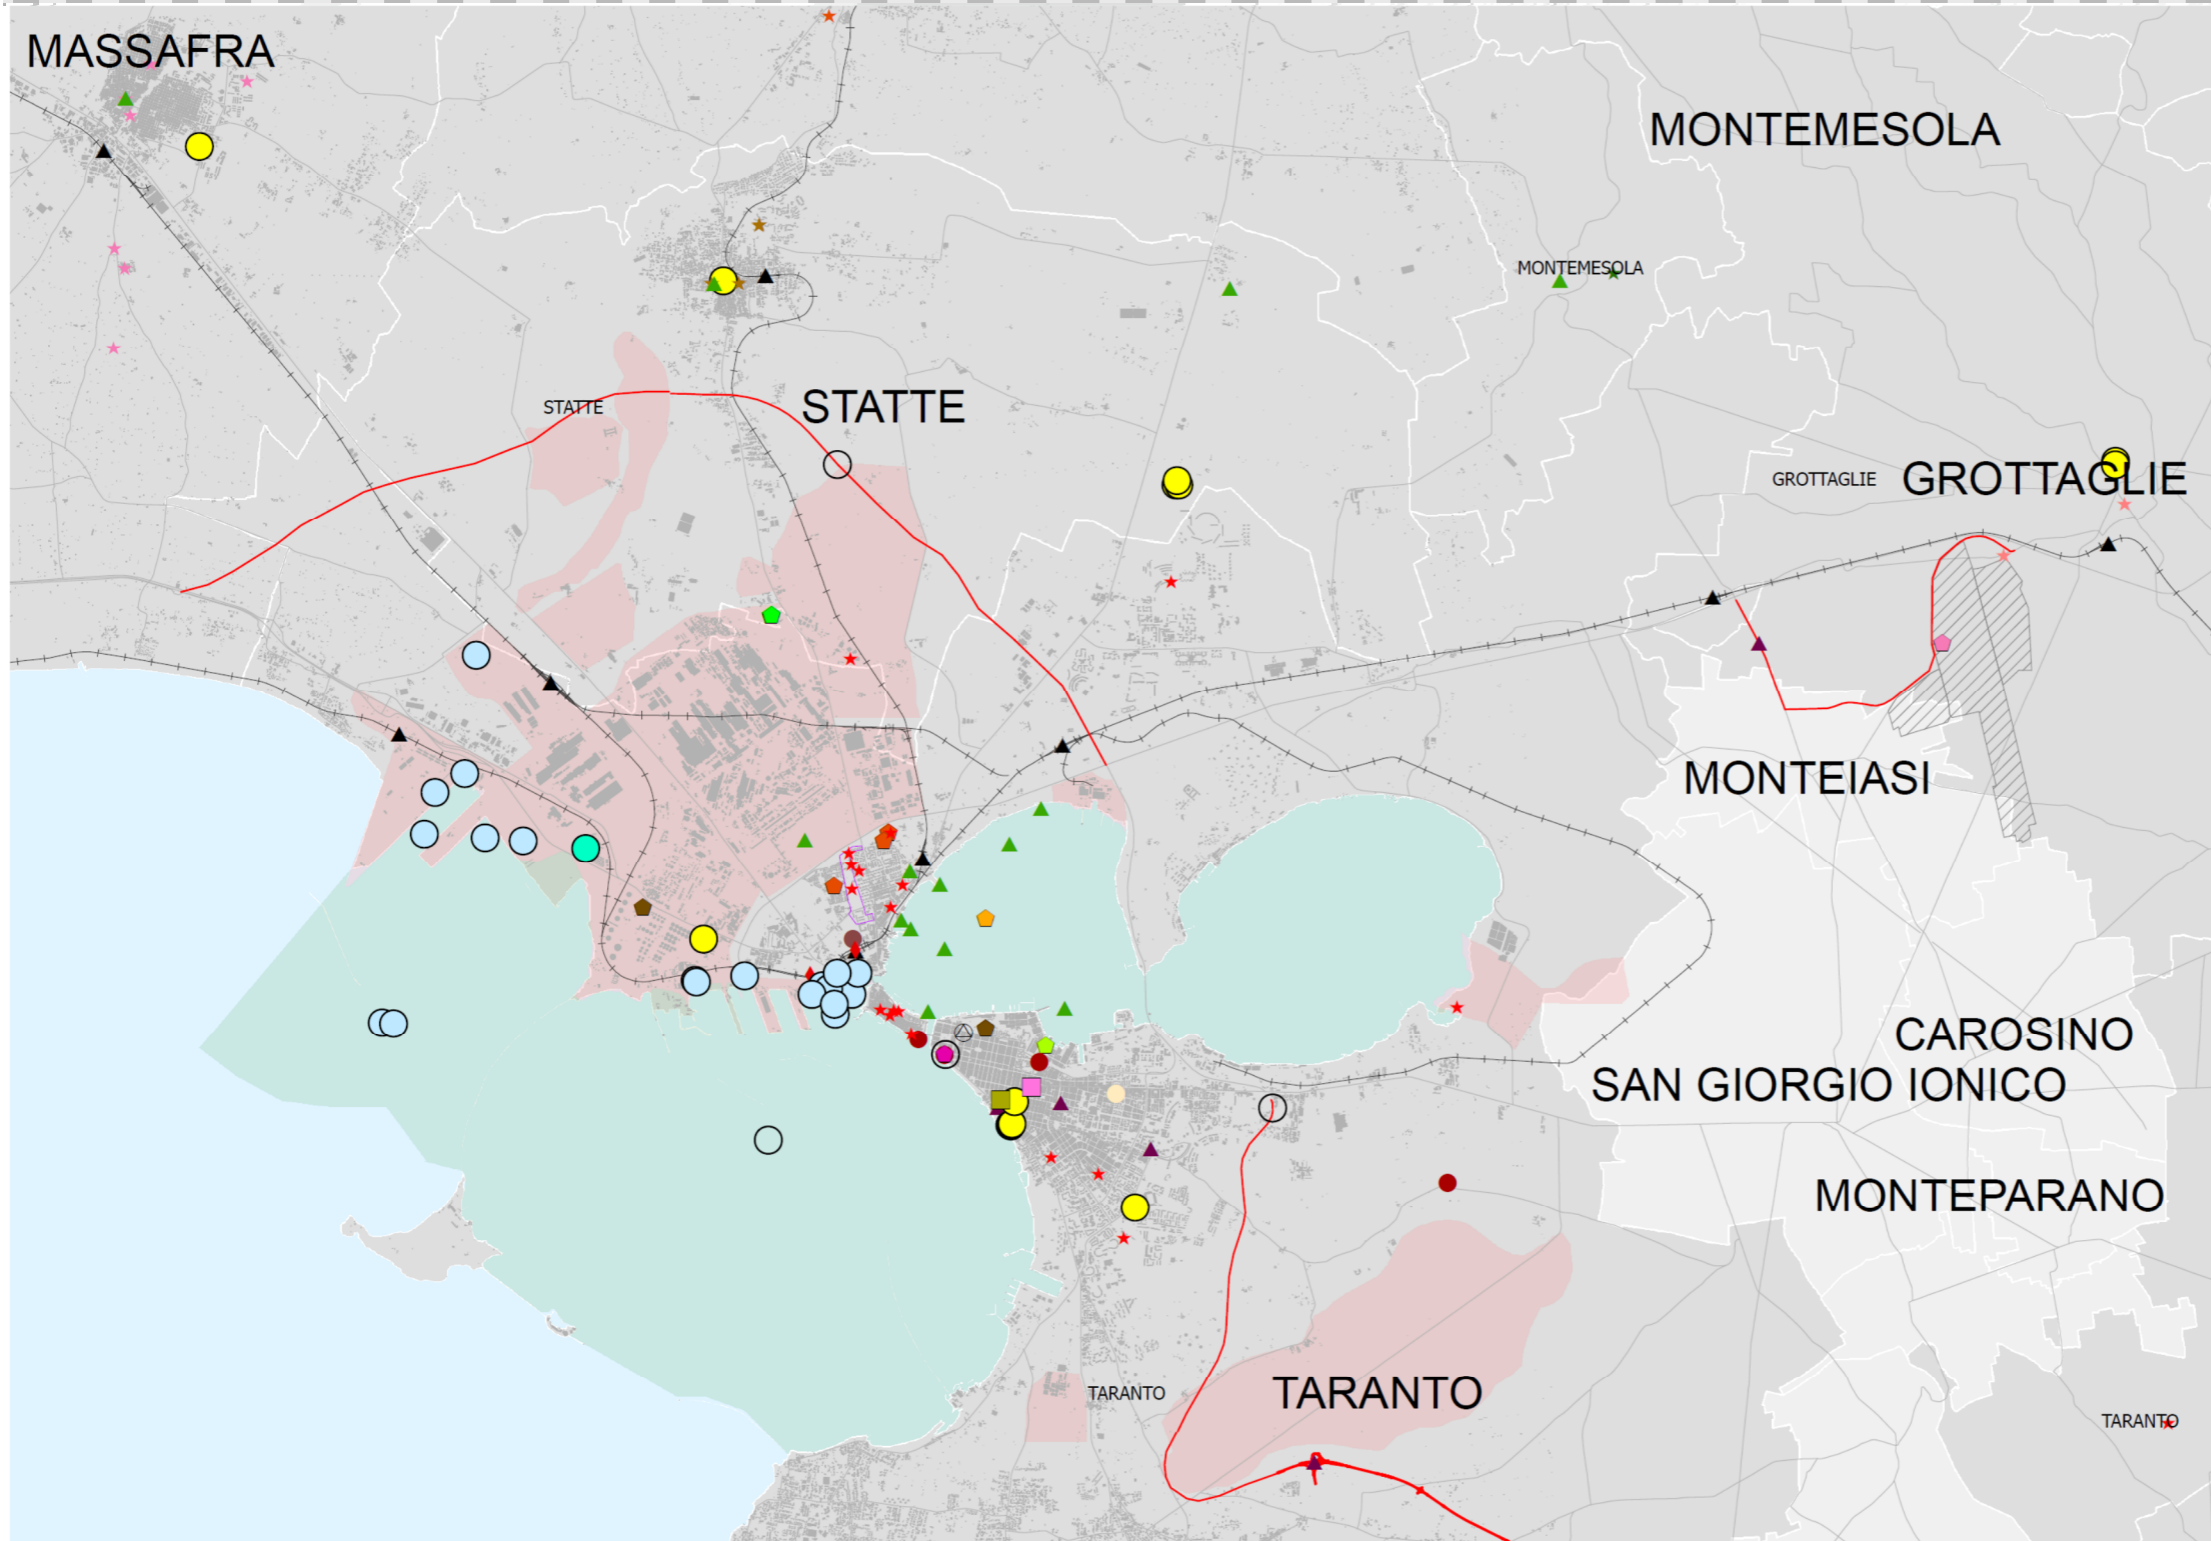 MASSAFRA
MONTEMESOLA
MONTEMESOLA
STATTE
STATTE
GROTTAGLIE
GROTTAGLIE
MONTEIASI
CAROSINO
SAN GIORGIO IONICO
MONTEPARANO
TARANTO
TARANTO
TARANTO